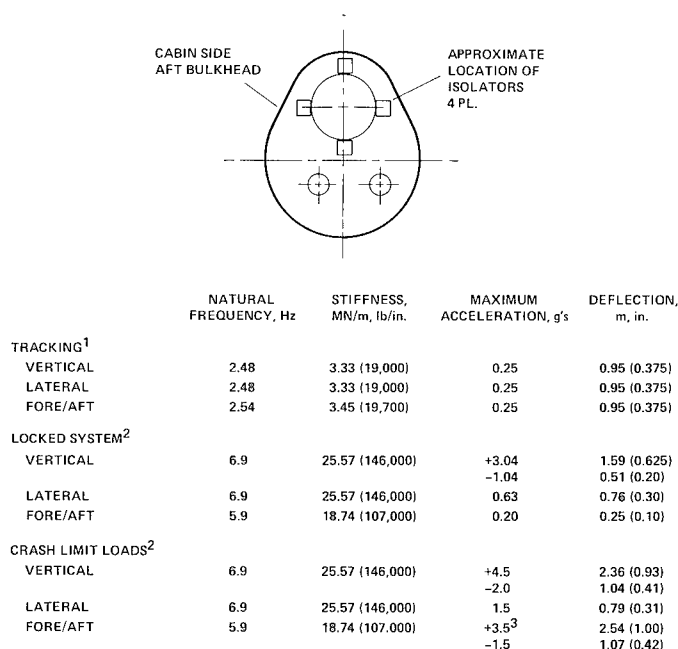 CABIN SIDE
AFT BULKHEAD
APPROXIMATE
LOCATION OF
ISOLATORS
4 PL.
NATURAL FREQUENCY, Hz STIFFNESS, MN/m, lb/in. MAXIMUM ACCELERATION, g's DEFLECTION, m, in.
TRACKING1
VERTICAL 2.48 3.33 (19,000) 0.25 0.95 (0.375)
LATERAL 2.48 3.33 (19,000) 0.25 0.95 (0.375)
FORE/AFT 2.54 3.45 (19,700) 0.25 0.95 (0.375)
LOCKED SYSTEM2
VERTICAL 6.9 25.57 (146,000) +3.04 1.59 (0.625)
−1.04 0.51 (0.20)
LATERAL 6.9 25.57 (146,000) 0.63 0.76 (0.30)
FORE/AFT 5.9 18.74 (107,000) 0.20 0.25 (0.10)
CRASH LIMIT LOADS2
VERTICAL 6.9 25.57 (146,000) +4.5 2.36 (0.93)
−2.0 1.04 (0.41)
LATERAL 6.9 25.57 (146,000) 1.5 0.79 (0.31)
FORE/AFT 5.9 18.74 (107.000) +3.53 2.54 (1.00)
−1.5 1.07 (0.42)